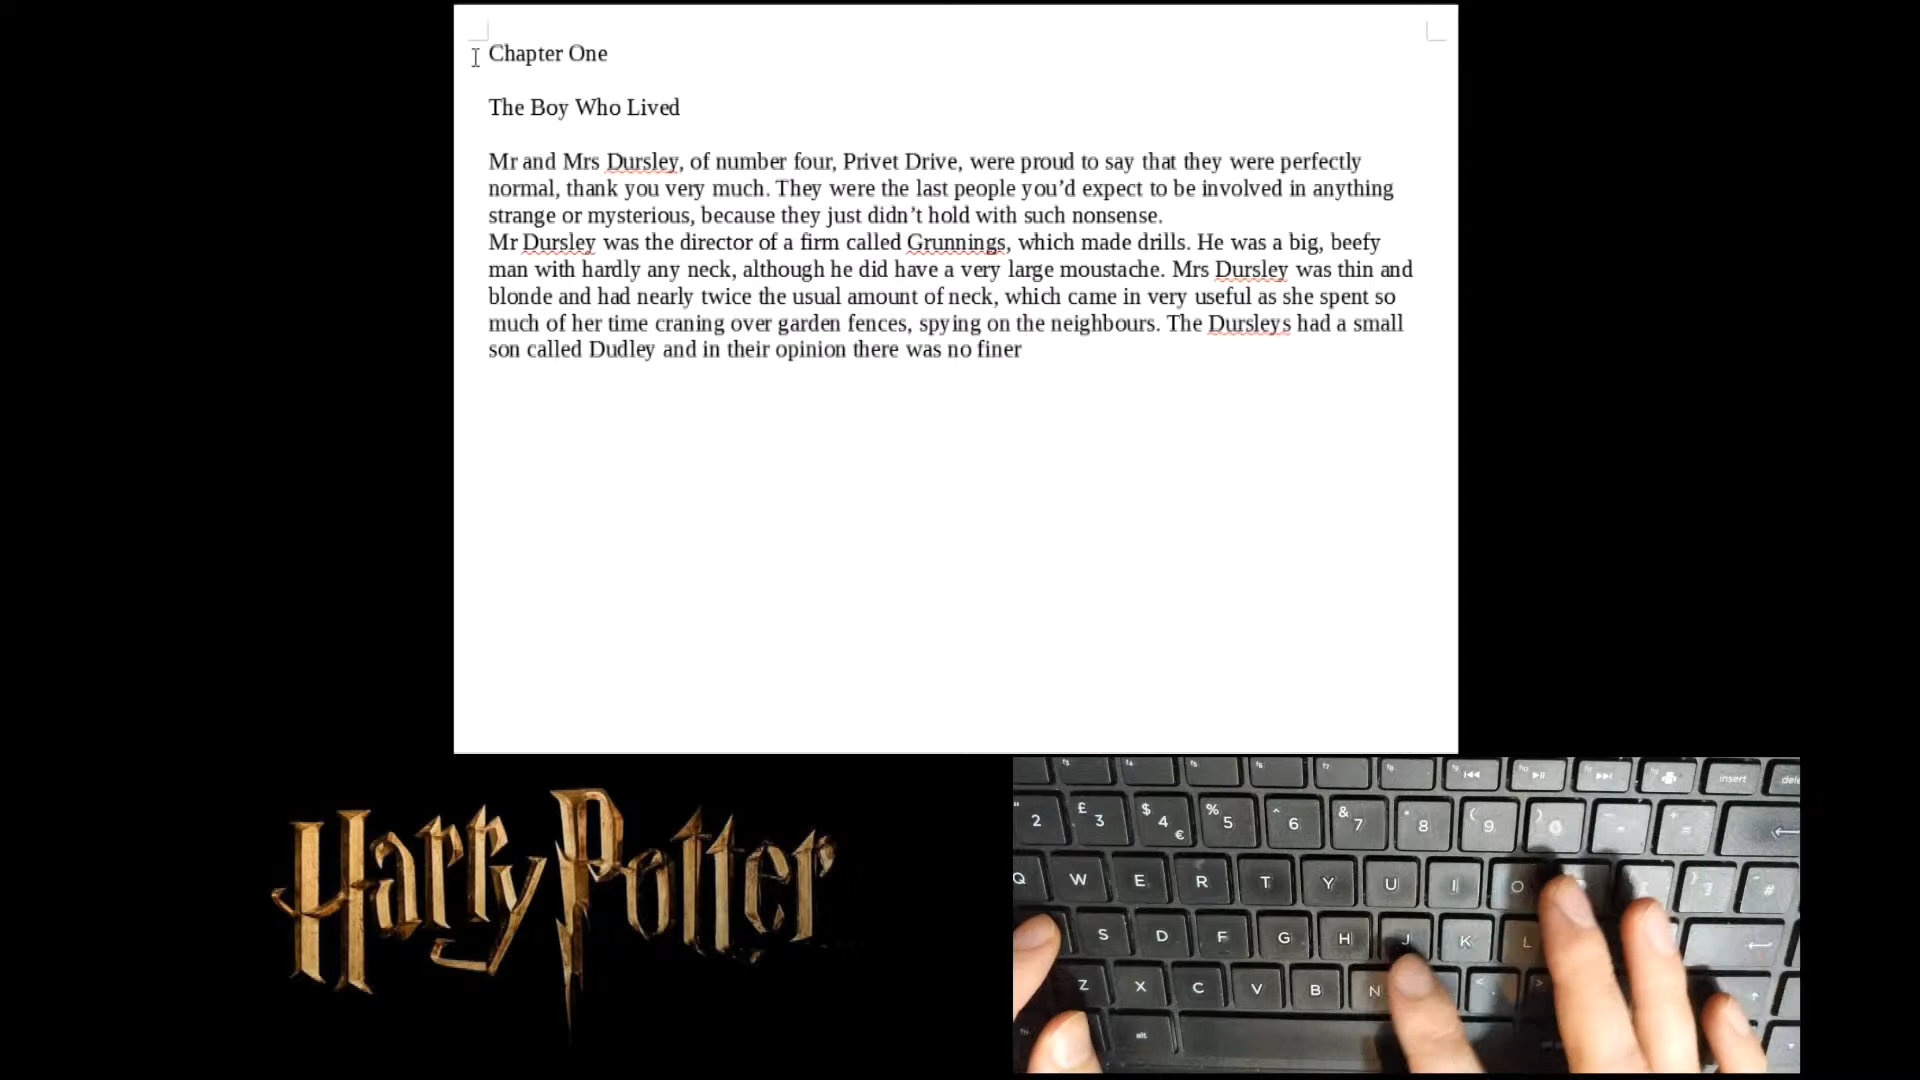 Chapter One
The Boy Who Lived
Mr and Mrs Dursley, of number four, Privet Drive, were proud to say that they were perfectly
normal, thank you very much. They were the last people you’d expect to be involved in anything
strange or mysterious, because they just didn’t hold with such nonsense.
Mr Dursley was the director of a firm called Grunnings, which made drills. He was a big, beefy
man with hardly any neck, although he did have a very large moustache. Mrs Dursley was thin and
blonde and had nearly twice the usual amount of neck, which came in very useful as she spent so
much of her time craning over garden fences, spying on the neighbours. The Dursleys had a small
son called Dudley and in their opinion there was no finer
Harry Potter
insert
" 2 £ 3 $ 4 € % 5 ^ 6 & 7 * 8 ( 9 ) 0
Q W E R T Y U I O
S D F G H J K L
Z X C V B N
alt